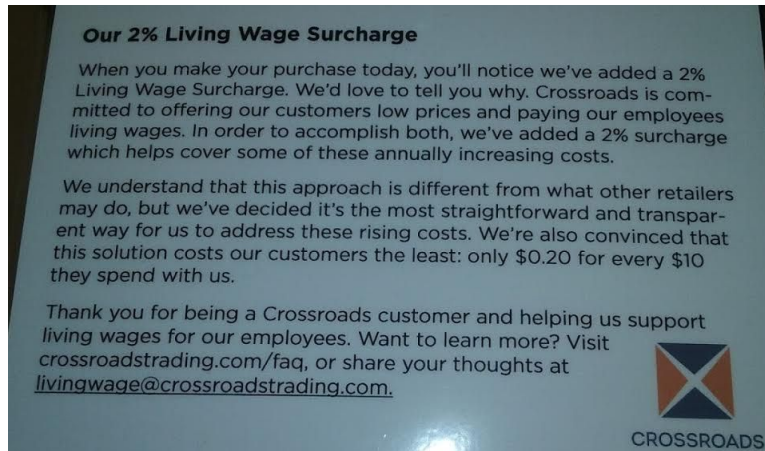 Our 2% Living Wage Surcharge
When you make your purchase today, you'll notice we've added a 2%
Living Wage Surcharge. We'd love to tell you why. Crossroads is com-
mitted to offering our customers low prices and paying our employees
living wages. In order to accomplish both, we've added a 2% surcharge
which helps cover some of these annually increasing costs.
We understand that this approach is different from what other retailers
may do, but we've decided it's the most straightforward and transpar-
ent way for us to address these rising costs. We're also convinced that
this solution costs our customers the least: only $0.20 for every $10
they spend with us.
Thank you for being a Crossroads customer and helping us support
living wages for our employees. Want to learn more? Visit
crossroadstrading.com/faq, or share your thoughts at
livingwage@crossroadstrading.com.
CROSSROADS